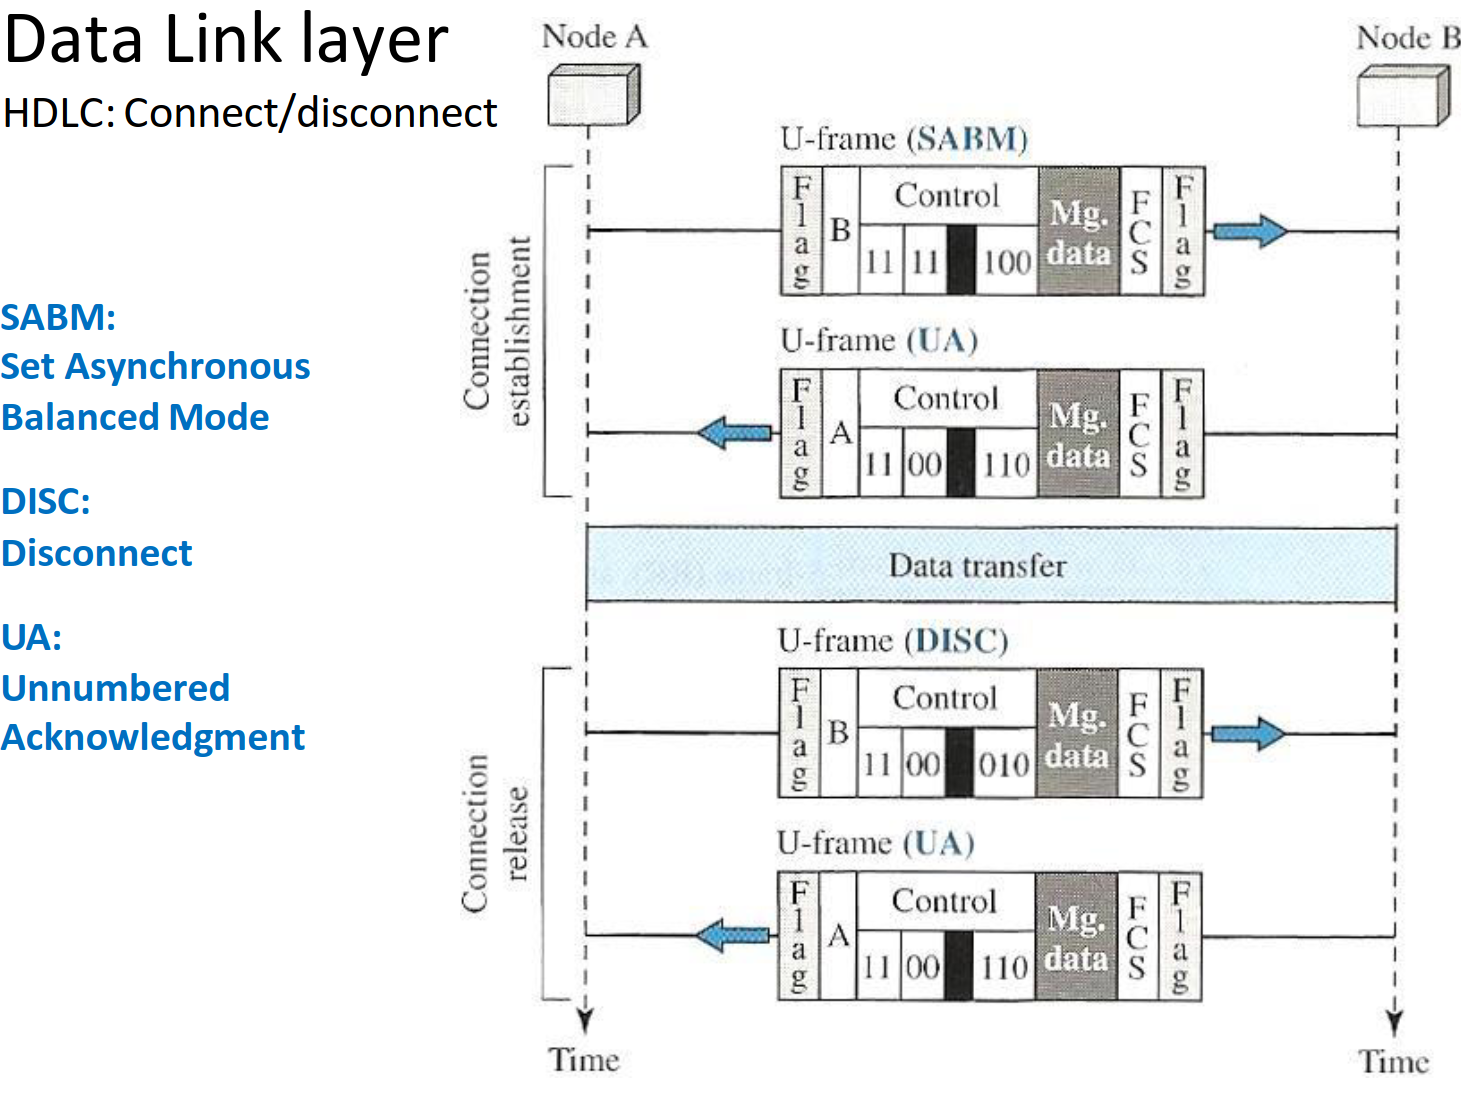 Data Link layer
HDLC: Connect/disconnect
SABM:
Set Asynchronous
Balanced Mode
DISC:
Disconnect
UA:
Unnumbered
Acknowledgment
Node A
Node B
Connection
establishment
U-frame (SABM)
Flag
B
Control
11 11 100
Mg.
data
FCS
Flag
U-frame (UA)
Flag
A
Control
11 00 110
Mg.
data
FCS
Flag
Data transfer
Connection
release
U-frame (DISC)
Flag
B
Control
11 00 010
Mg.
data
FCS
Flag
U-frame (UA)
Flag
A
Control
11 00 110
Mg.
data
FCS
Flag
Time
Time